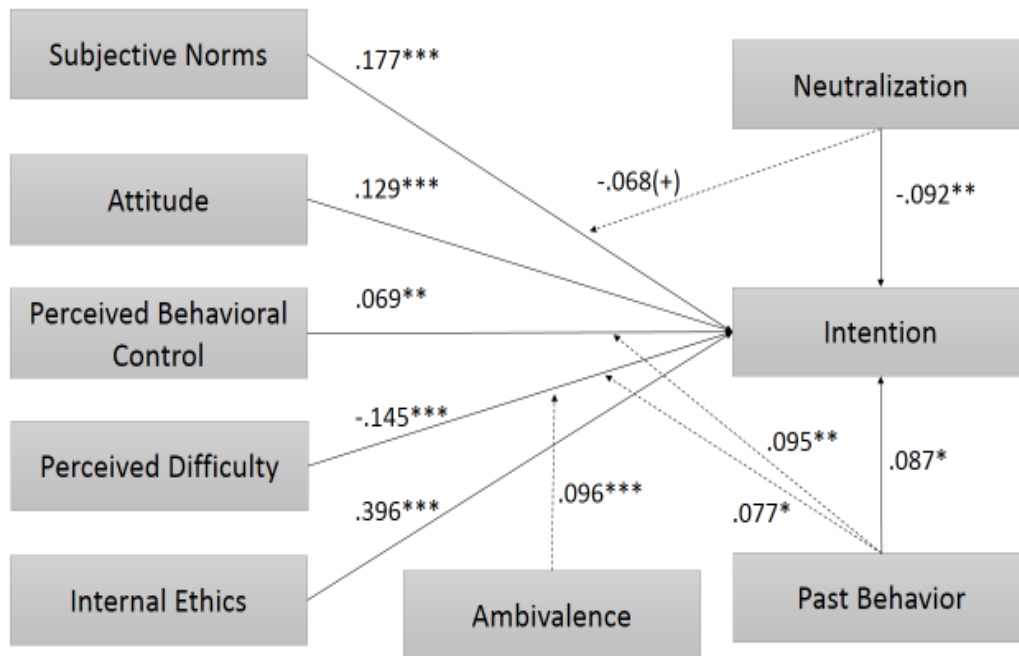 Subjective Norms
.177***
Neutralization
Attitude
.129***
-.068(+)
-.092**
Perceived Behavioral
Control
.069**
Intention
Perceived Difficulty
-.145***
.095**
.087*
.396***
.096***
.077*
Internal Ethics
Ambivalence
Past Behavior